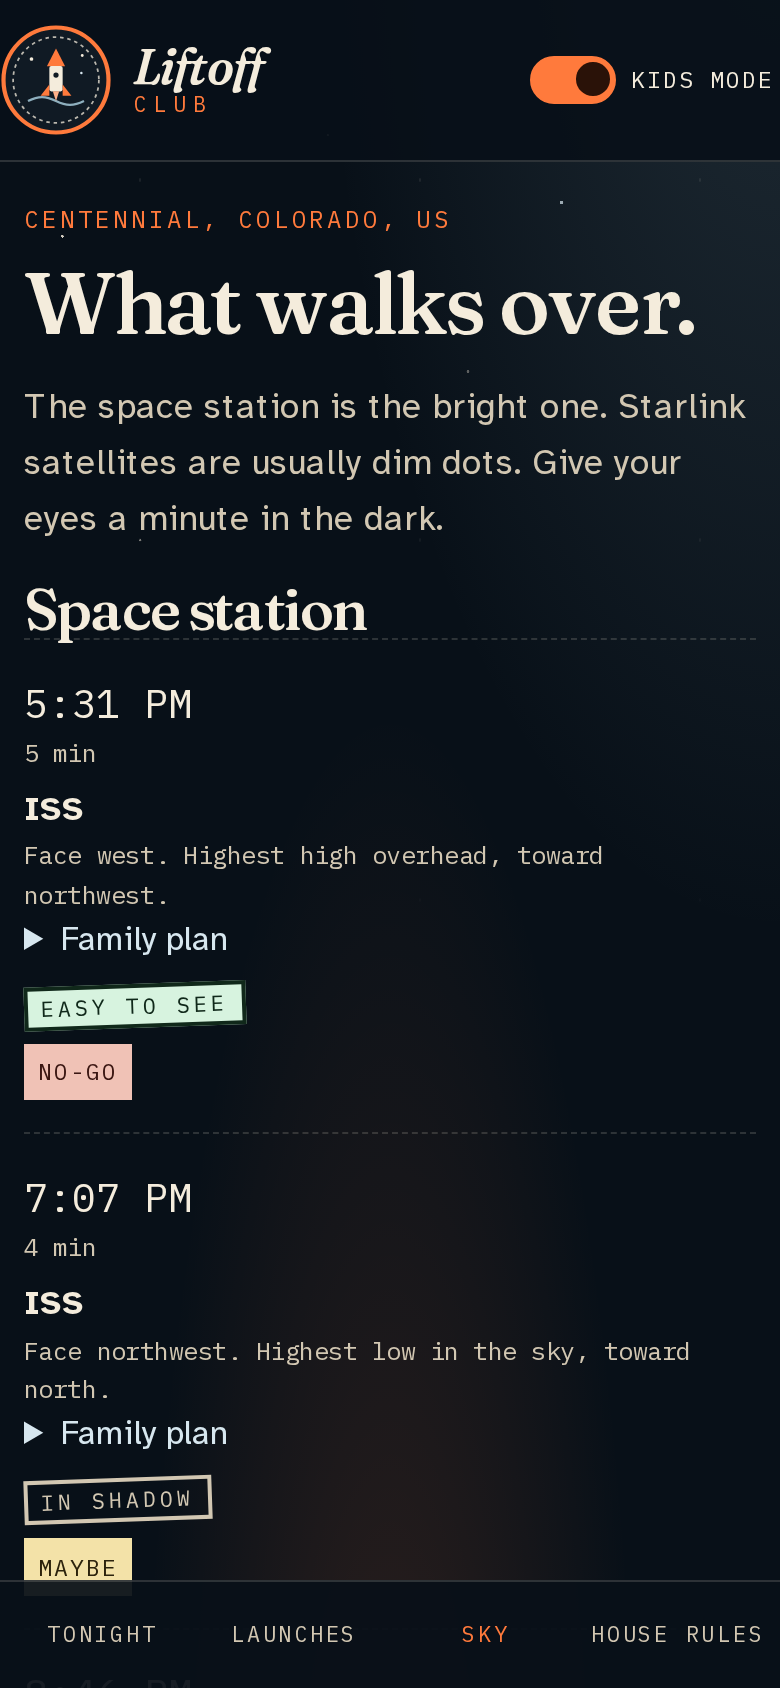 Liftoff
CLUB
KIDS MODE
CENTENNIAL, COLORADO, US
What walks over.
The space station is the bright one. Starlink
satellites are usually dim dots. Give your
eyes a minute in the dark.
Space station
5:31 PM
5 min
ISS
Face west. Highest high overhead, toward
northwest.
Family plan
EASY TO SEE
NO-GO
7:07 PM
4 min
ISS
Face northwest. Highest low in the sky, toward
north.
Family plan
IN SHADOW
MAYBE
TONIGHT
LAUNCHES
SKY
HOUSE RULES